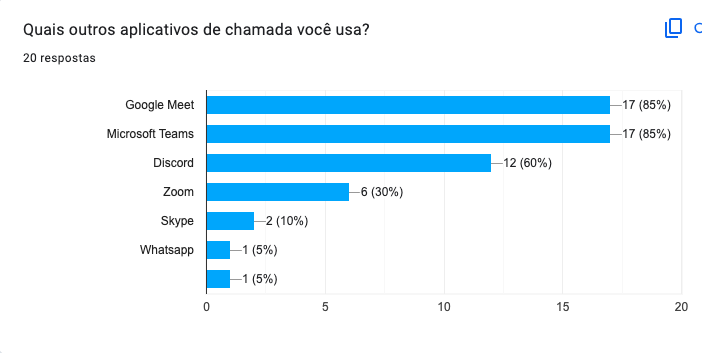 Quais outros aplicativos de chamada você usa?
20 respostas
Google Meet 17 (85%)
Microsoft Teams 17 (85%)
Discord 12 (60%)
Zoom 6 (30%)
Skype 2 (10%)
Whatsapp 1 (5%)
1 (5%)
0 5 10 15 20